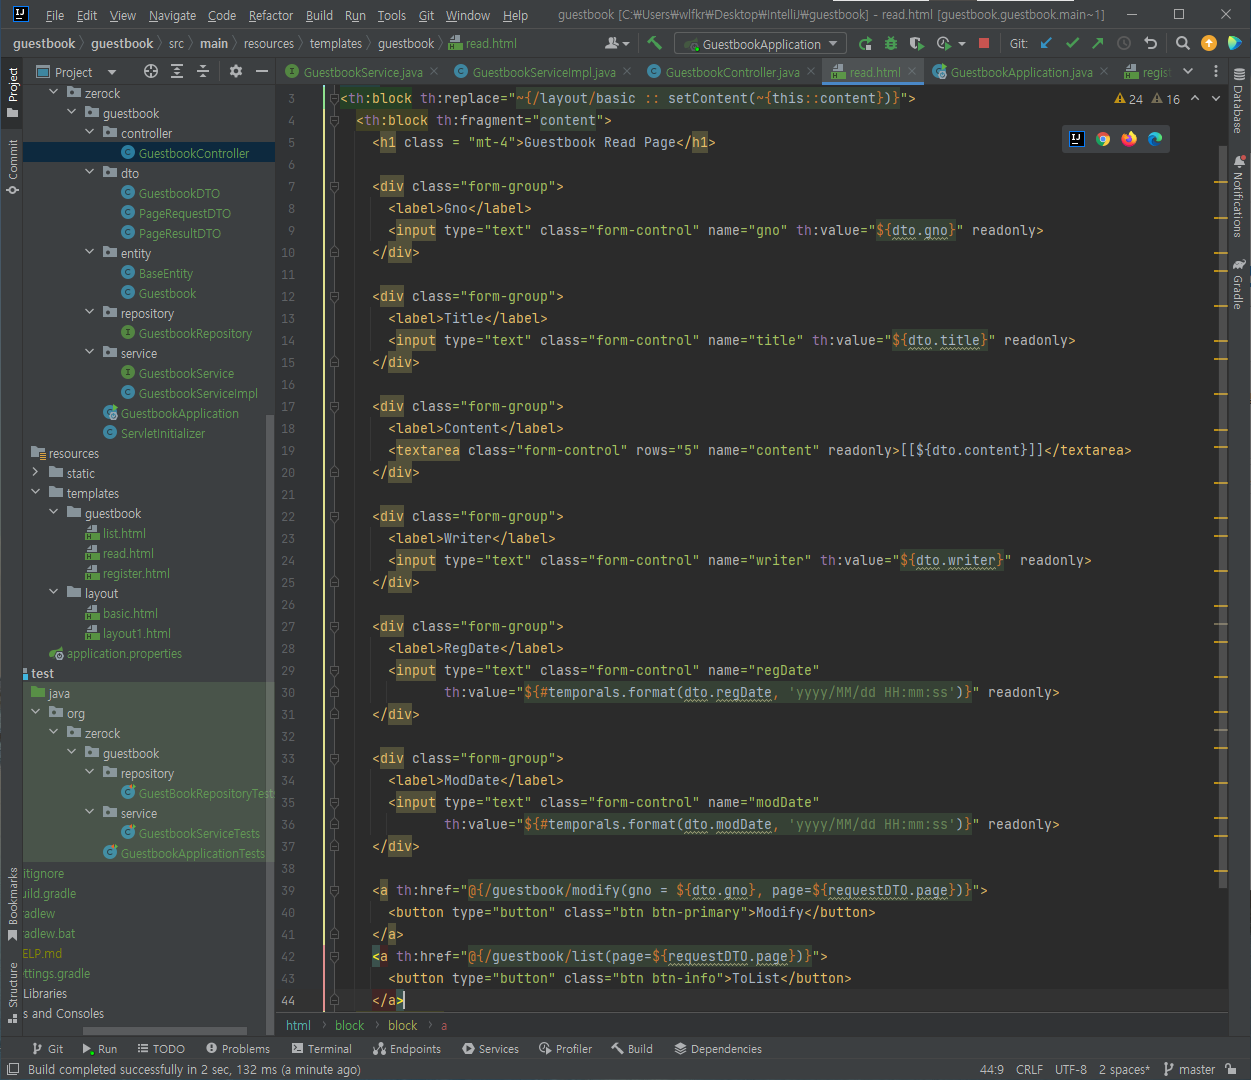 File Edit View Navigate Code Refactor Build Run Tools Git Window Help guestbook [C:₩Users₩wlfkr₩Desktop₩IntelliJ₩guestbook] - read.html [guestbook.guestbook.main~1]
guestbook guestbook src main resources templates guestbook read.html GuestbookApplication Git:
Project GuestbookService.java GuestbookServiceImpl.java GuestbookController.java read.html GuestbookApplication.java regis
Project
Commit
Bookmarks
Structure
zerock
guestbook
controller
GuestbookController
dto
GuestbookDTO
PageRequestDTO
PageResultDTO
entity
BaseEntity
Guestbook
repository
GuestbookRepository
service
GuestbookService
GuestbookServiceImpl
GuestbookApplication
ServletInitializer
resources
static
templates
guestbook
list.html
read.html
register.html
layout
basic.html
layout1.html
application.properties
test
java
org
zerock
guestbook
repository
GuestBookRepositoryTest
service
GuestbookServiceTests
GuestbookApplicationTests
itignore
uild.gradle
radlew
radlew.bat
ELP.md
ettings.gradle
Libraries
s and Consoles
24 16
3 <th:block th:replace="~{/layout/basic :: setContent(~{this::content})}">
4 <th:block th:fragment="content">
5 <h1 class = "mt-4">Guestbook Read Page</h1>
6
7 <div class="form-group">
8 <label>Gno</label>
9 <input type="text" class="form-control" name="gno" th:value="${dto.gno}" readonly>
10 </div>
11
12 <div class="form-group">
13 <label>Title</label>
14 <input type="text" class="form-control" name="title" th:value="${dto.title}" readonly>
15 </div>
16
17 <div class="form-group">
18 <label>Content</label>
19 <textarea class="form-control" rows="5" name="content" readonly>[[${dto.content}]]</textarea>
20 </div>
21
22 <div class="form-group">
23 <label>Writer</label>
24 <input type="text" class="form-control" name="writer" th:value="${dto.writer}" readonly>
25 </div>
26
27 <div class="form-group">
28 <label>RegDate</label>
29 <input type="text" class="form-control" name="regDate"
30 th:value="${#temporals.format(dto.regDate, 'yyyy/MM/dd HH:mm:ss')}" readonly>
31 </div>
32
33 <div class="form-group">
34 <label>ModDate</label>
35 <input type="text" class="form-control" name="modDate"
36 th:value="${#temporals.format(dto.modDate, 'yyyy/MM/dd HH:mm:ss')}" readonly>
37 </div>
38
39 <a th:href="@{/guestbook/modify(gno = ${dto.gno}, page=${requestDTO.page})}">
40 <button type="button" class="btn btn-primary">Modify</button>
41 </a>
42 <a th:href="@{/guestbook/list(page=${requestDTO.page})}">
43 <button type="button" class="btn btn-info">ToList</button>
44 </a>
Database
Notifications
Gradle
html block block a
Git Run TODO Problems Terminal Endpoints Services Profiler Build Dependencies
Build completed successfully in 2 sec, 132 ms (a minute ago) 44:9 CRLF UTF-8 2 spaces* master